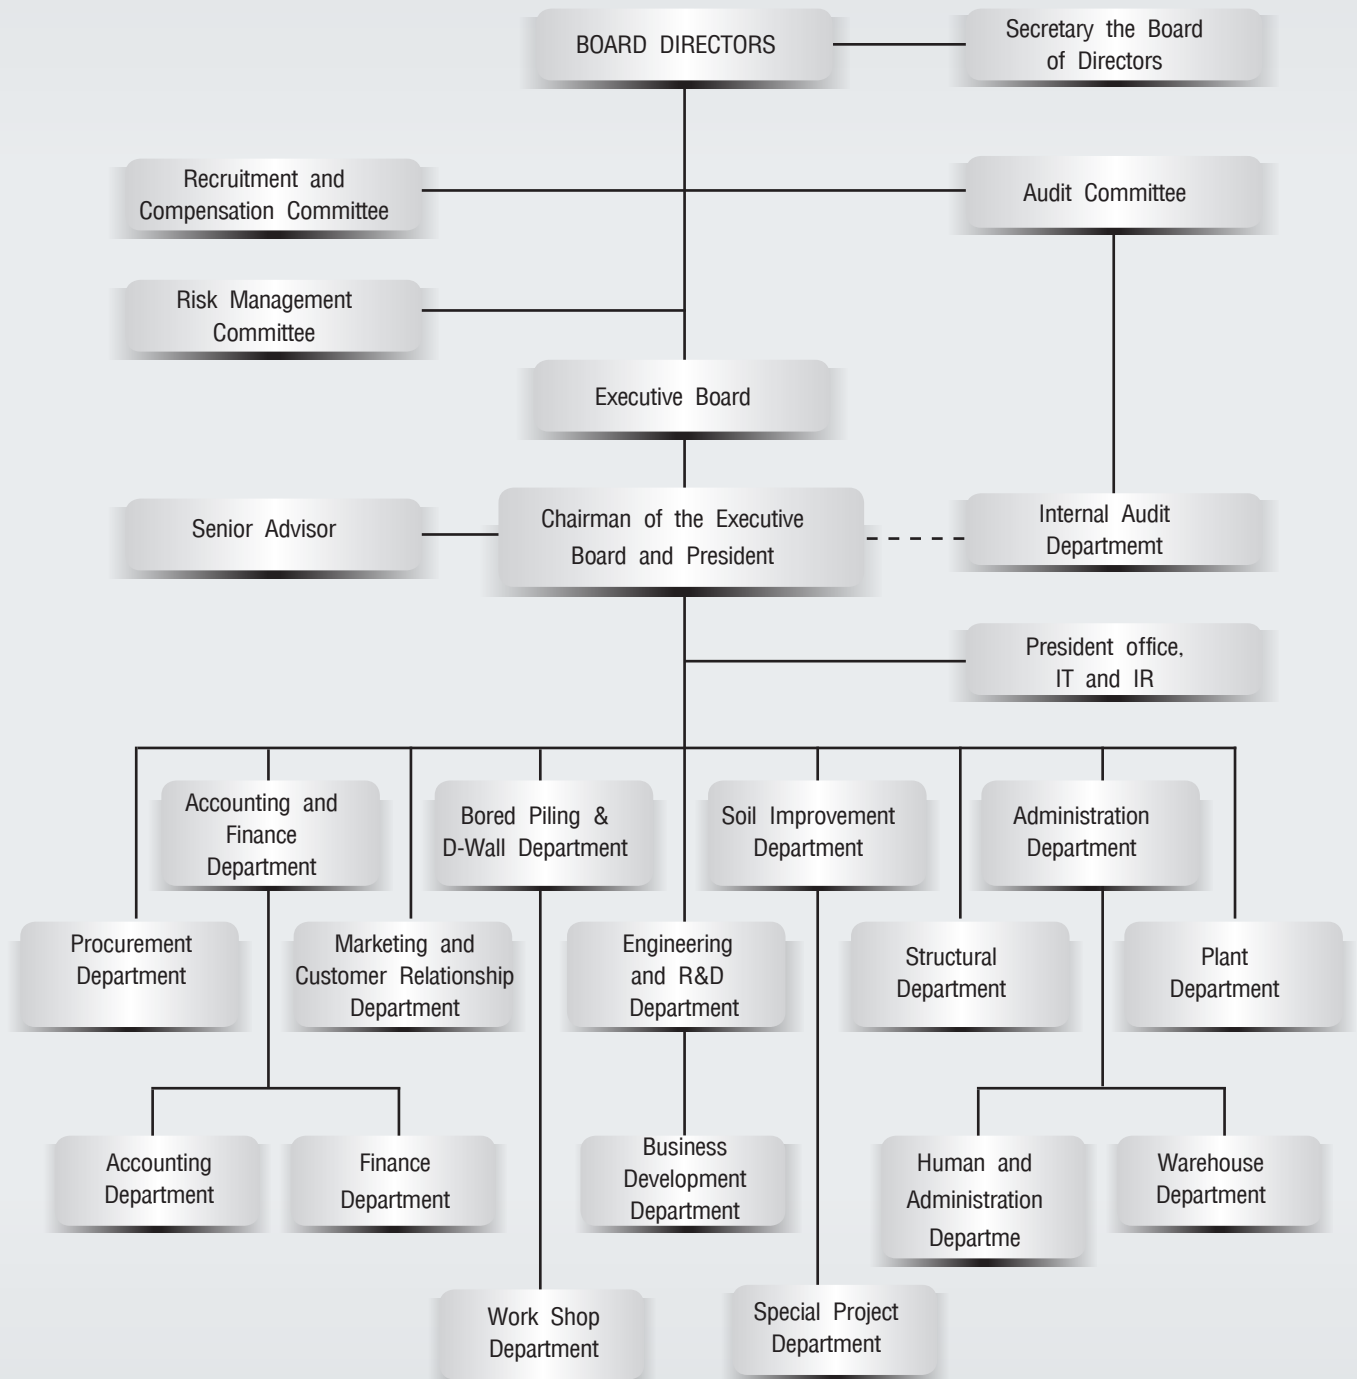 BOARD DIRECTORS
Secretary the Board
of Directors
Recruitment and
Compensation Committee
Audit Committee
Risk Management
Committee
Executive Board
Senior Advisor
Chairman of the Executive
Board and President
Internal Audit
Departmemt
President office,
IT and IR
Accounting and
Finance
Department
Bored Piling &
D-Wall Department
Soil Improvement
Department
Administration
Department
Procurement
Department
Marketing and
Customer Relationship
Department
Engineering
and R&D
Department
Structural
Department
Plant
Department
Accounting
Department
Finance
Department
Business
Development
Department
Human and
Administration
Departme
Warehouse
Department
Work Shop
Department
Special Project
Department